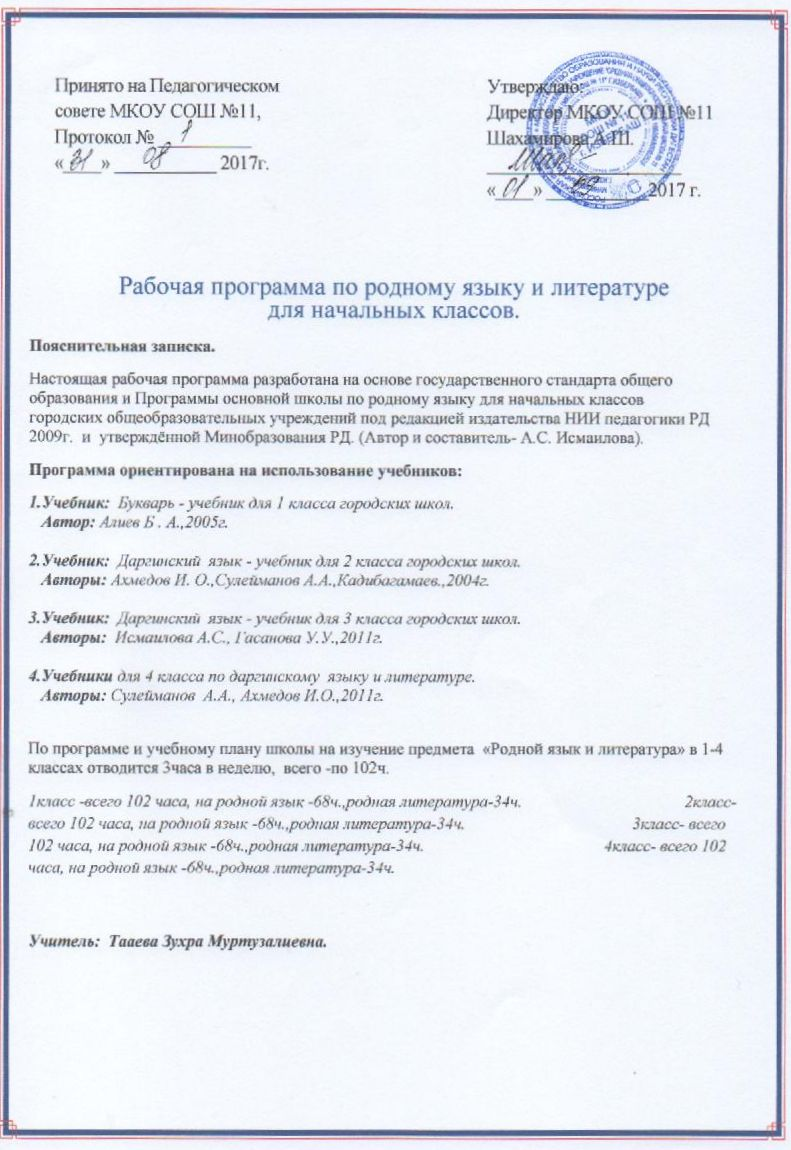 Принято на Педагогическом
совете МКОУ СОШ №11,
Протокол № 1
«31» 08 2017г.
Утверждаю:
Директор МКОУ СОШ №11
Шахамирова А.Ш.
«01» 09 2017 г.
Рабочая программа по родному языку и литературе
для начальных классов.
Пояснительная записка.
Настоящая рабочая программа разработана на основе государственного стандарта общего
образования и Программы основной школы по родному языку для начальных классов
городских общеобразовательных учреждений под редакцией издательства НИИ педагогики РД
2009г. и утверждённой Минобразования РД. (Автор и составитель- А.С. Исмаилова).
Программа ориентирована на использование учебников:
1.Учебник: Букварь - учебник для 1 класса городских школ.
Автор: Алиев Б . А.,2005г.
2.Учебник: Даргинский язык - учебник для 2 класса городских школ.
Авторы: Ахмедов И. О.,Сулейманов А.А.,Кадибагамаев.,2004г.
3.Учебник: Даргинский язык - учебник для 3 класса городских школ.
Авторы: Исмаилова А.С., Гасанова У.У.,2011г.
4.Учебники для 4 класса по даргинскому языку и литературе.
Авторы: Сулейманов А.А., Ахмедов И.О.,2011г.
По программе и учебному плану школы на изучение предмета «Родной язык и литература» в 1-4
классах отводится 3часа в неделю, всего -по 102ч.
1класс -всего 102 часа, на родной язык -68ч.,родная литература-34ч. 2класс-
всего 102 часа, на родной язык -68ч.,родная литература-34ч. 3класс- всего
102 часа, на родной язык -68ч.,родная литература-34ч. 4класс- всего 102
часа, на родной язык -68ч.,родная литература-34ч.
Учитель: Тааева Зухра Муртузалиевна.